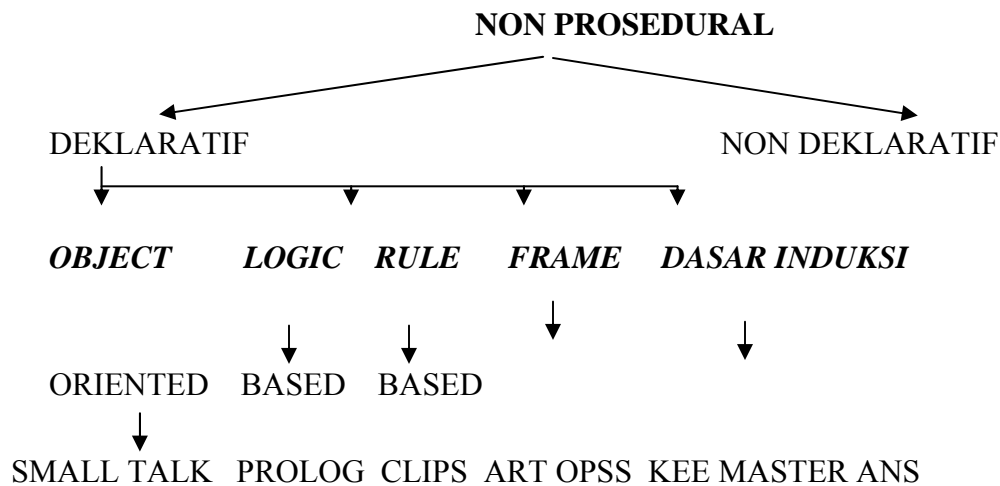 NON PROSEDURAL
DEKLARATIF NON DEKLARATIF
OBJECT LOGIC RULE FRAME DASAR INDUKSI
ORIENTED BASED BASED
SMALL TALK PROLOG CLIPS ART OPSS KEE MASTER ANS